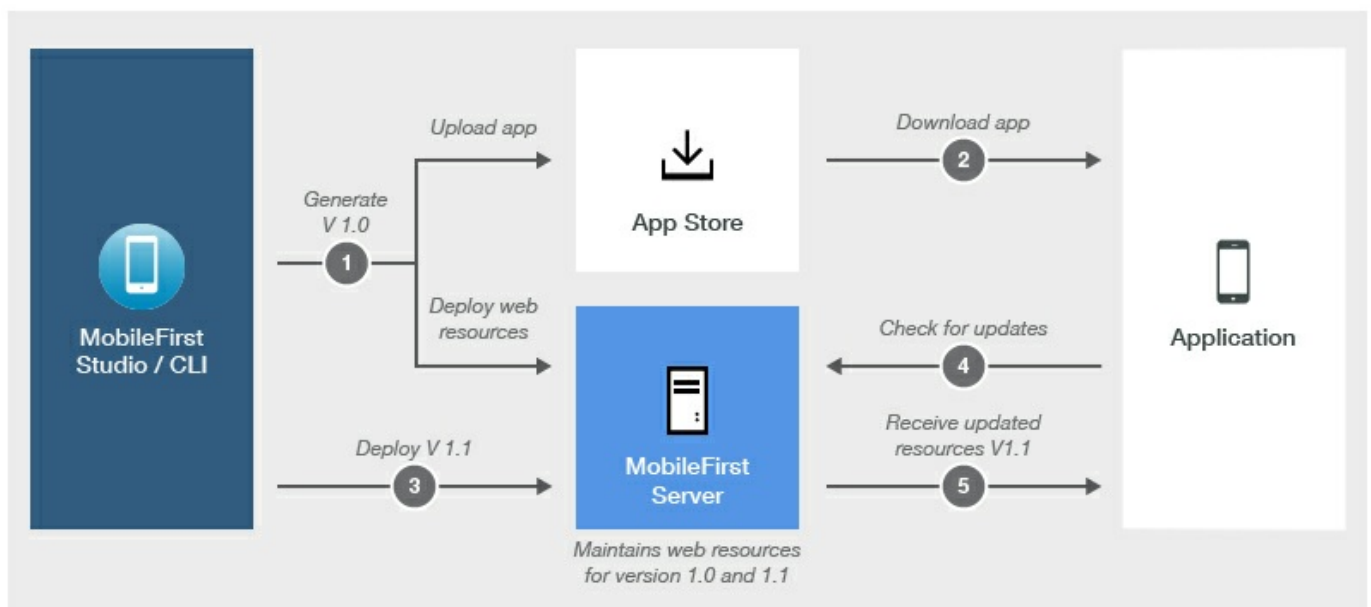 MobileFirst
Studio / CLI
Generate
V 1.0
1
Upload app
Deploy web
resources
App Store
Download app
2
Deploy V 1.1
3
MobileFirst
Server
Maintains web resources
for version 1.0 and 1.1
Check for updates
4
Receive updated
resources V1.1
5
Application